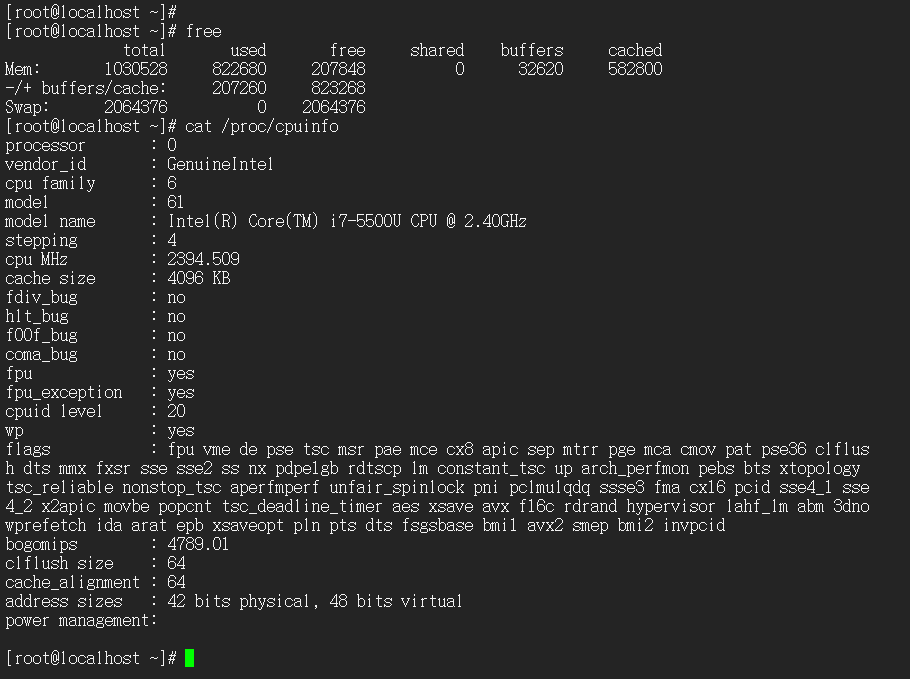 [root@localhost ~]#
[root@localhost ~]# free
             total       used       free     shared    buffers     cached
Mem:       1030528     822680     207848          0      32620     582800
-/+ buffers/cache:     207260     823268
Swap:      2064376          0    2064376
[root@localhost ~]# cat /proc/cpuinfo
processor       : 0
vendor_id       : GenuineIntel
cpu family      : 6
model           : 61
model name      : Intel(R) Core(TM) i7-5500U CPU @ 2.40GHz
stepping        : 4
cpu MHz         : 2394.509
cache size      : 4096 KB
fdiv_bug        : no
hlt_bug         : no
f00f_bug        : no
coma_bug        : no
fpu             : yes
fpu_exception   : yes
cpuid level     : 20
wp              : yes
flags           : fpu vme de pse tsc msr pae mce cx8 apic sep mtrr pge mca cmov pat pse36 clflus
h dts mmx fxsr sse sse2 ss nx pdpelgb rdtscp lm constant_tsc up arch_perfmon pebs bts xtopology
tsc_reliable nonstop_tsc aperfmperf unfair_spinlock pni pclmulqdq ssse3 fma cx16 pcid sse4_1 sse
4_2 x2apic movbe popcnt tsc_deadline_timer aes xsave avx f16c rdrand hypervisor lahf_lm abm 3dno
wprefetch ida arat epb xsaveopt pln pts dts fsgsbase bmi1 avx2 smep bmi2 invpcid
bogomips        : 4789.01
clflush size    : 64
cache_alignment : 64
address sizes   : 42 bits physical, 48 bits virtual
power management:
[root@localhost ~]#